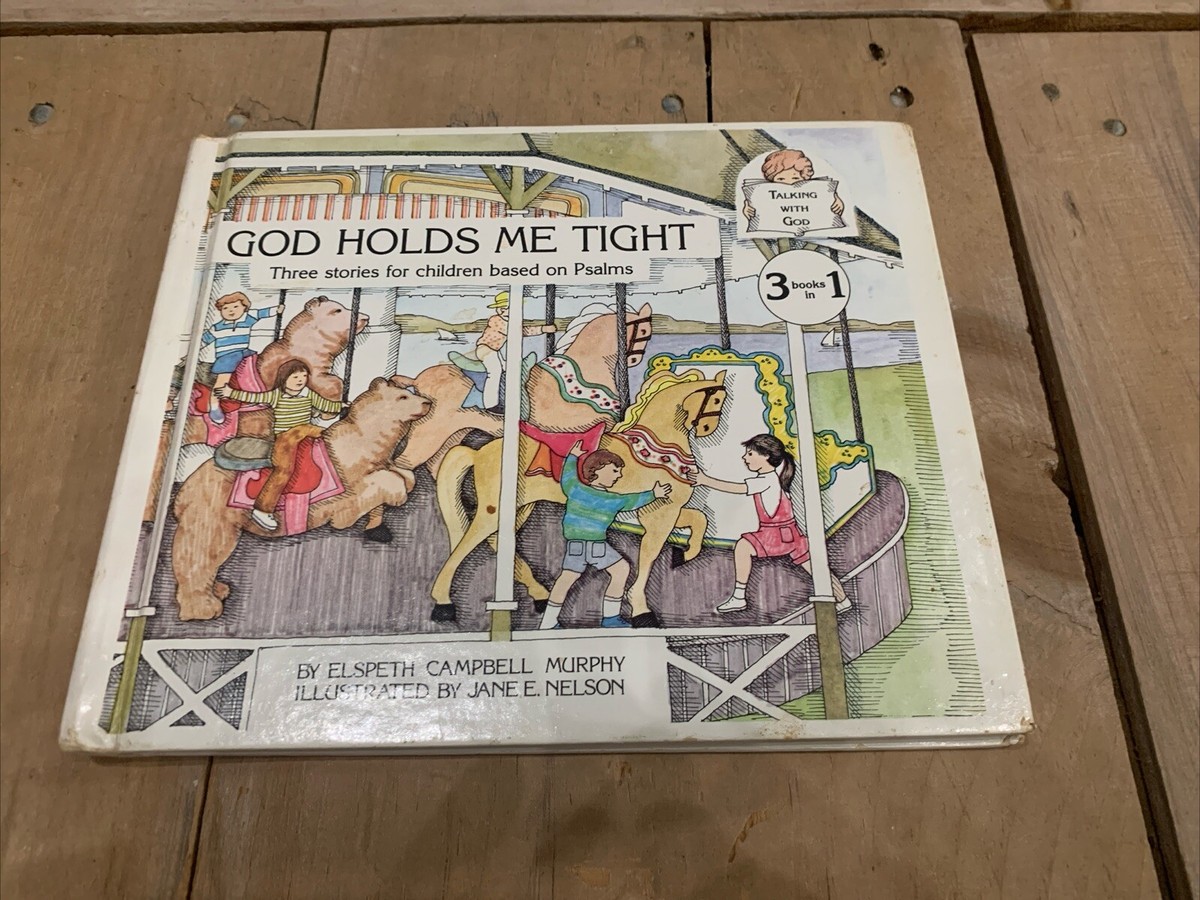 TALKING
WITH
GOD
GOD HOLDS ME TIGHT
Three stories for children based on Psalms
3 books in 1
BY ELSPETH CAMPBELL MURPHY
ILLUSTRATED BY JANE E. NELSON